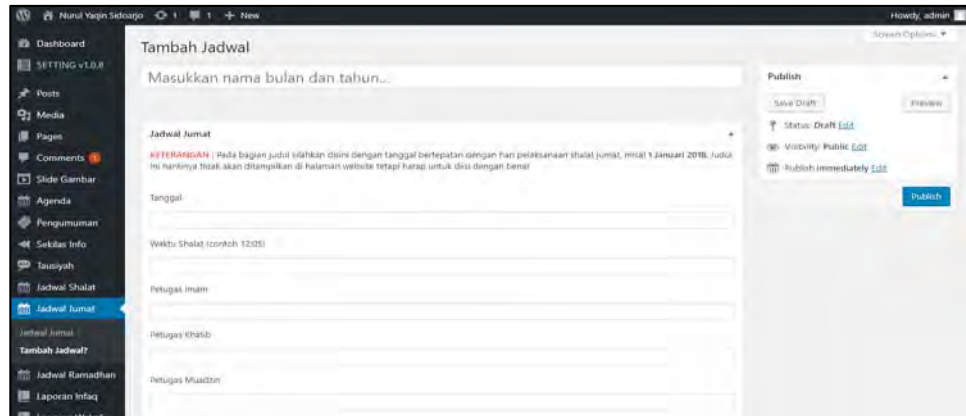 Nurul Yaqin Sidoarjo 1 1 + New
Howdy, admin
Screen Options
Dashboard
SETTING v1.0.8
Posts
Media
Pages
Comments 1
Slide Gambar
Agenda
Pengumuman
Sekilas Info
Tausiyah
Jadwal Shalat
Jadwal Jumat
Jadwal Jumat
Tambah Jadwal?
Jadwal Ramadhan
Laporan Infaq
Tambah Jadwal
Masukkan nama bulan dan tahun...
Jadwal Jumat
KETERANGAN | Pada bagian judul silahkan diisi dengan tanggal bertepatan dengan hari pelaksanaan shalat jumat, misal 1 Januari 2018. Judul
ini nantinya tidak akan ditampilkan di halaman website tetapi harap untuk diisi dengan benar
Tanggal
Waktu Shalat (contoh 12:05)
Petugas Imam
Petugas Khatib
Petugas Muadzin
Publish
Save Draft
Preview
Status: Draft Edit
Visibility: Public Edit
Publish immediately Edit
Publish